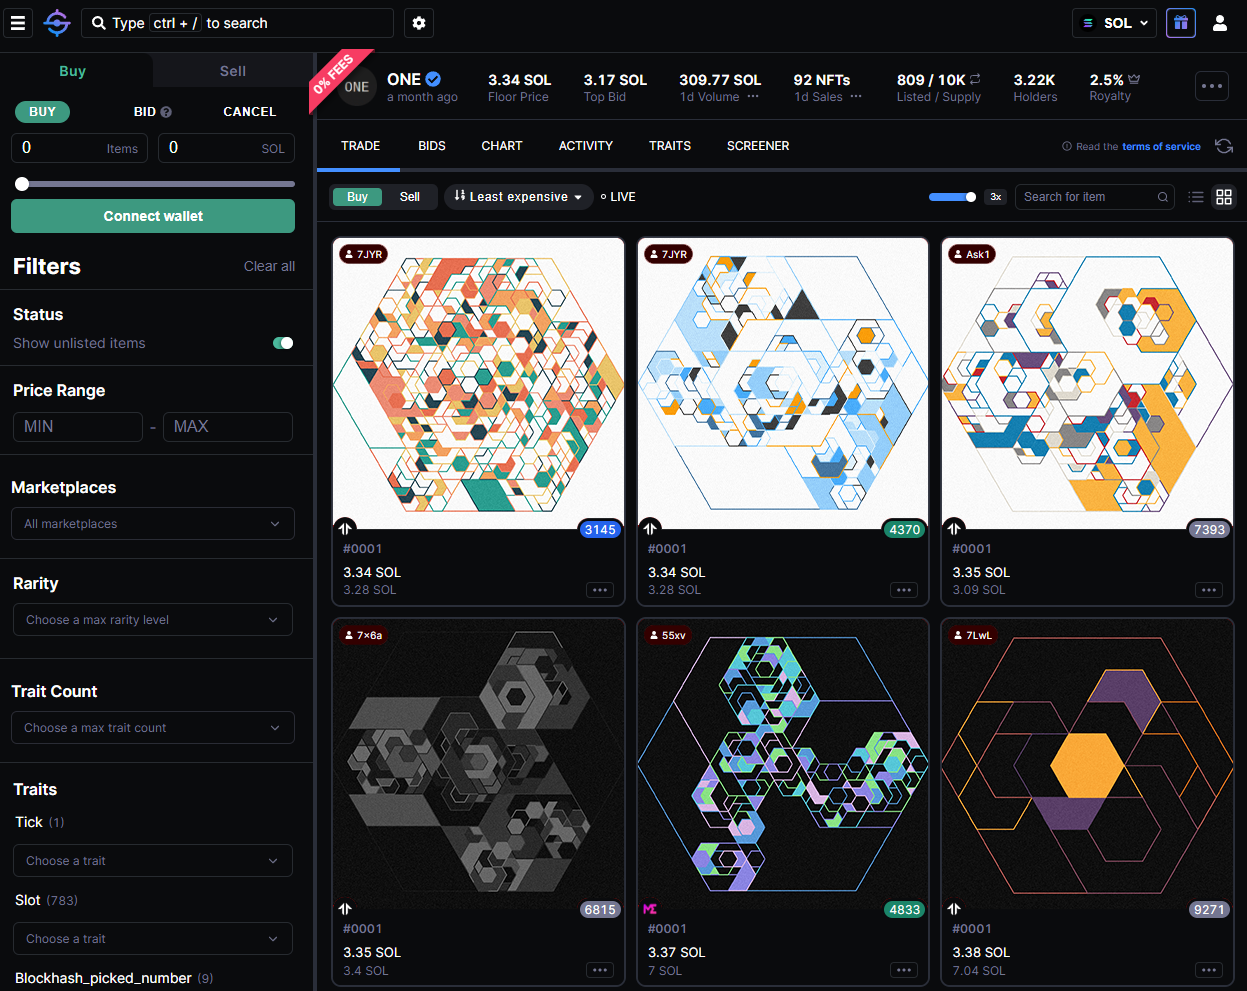 Type ctrl + / to search
SOL
Buy
Sell
BUY
BID
CANCEL
0 Items
0 SOL
Connect wallet
Filters
Clear all
Status
Show unlisted items
Price Range
MIN - MAX
Marketplaces
All marketplaces
Rarity
Choose a max rarity level
Trait Count
Choose a max trait count
Traits
Tick (1)
Choose a trait
Slot (783)
Choose a trait
Blockhash_picked_number (9)
0% FEES
ONE
ONE
a month ago
3.34 SOL
Floor Price
3.17 SOL
Top Bid
309.77 SOL
1d Volume
92 NFTs
1d Sales
809 / 10K
Listed / Supply
3.22K
Holders
2.5%
Royalty
TRADE
BIDS
CHART
ACTIVITY
TRAITS
SCREENER
Read the terms of service
Buy
Sell
Least expensive
LIVE
3x
Search for item
7JYR
3145
#0001
3.34 SOL
3.28 SOL
7JYR
4370
#0001
3.34 SOL
3.28 SOL
Ask1
7393
#0001
3.35 SOL
3.09 SOL
7x6a
6815
#0001
3.35 SOL
3.4 SOL
55xv
4833
#0001
3.37 SOL
7 SOL
7LwL
9271
#0001
3.38 SOL
7.04 SOL